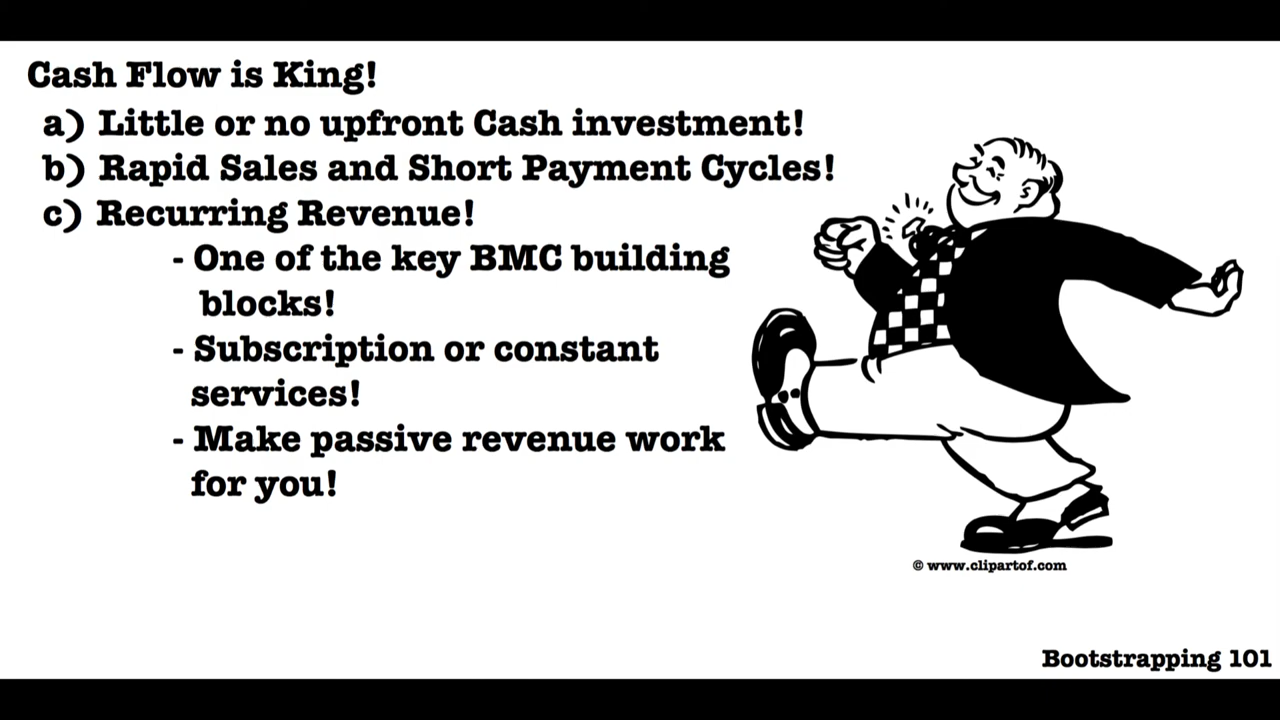 Cash Flow is King!
a) Little or no upfront Cash investment!
b) Rapid Sales and Short Payment Cycles!
c) Recurring Revenue!
- One of the key BMC building
blocks!
- Subscription or constant
services!
- Make passive revenue work
for you!
© www.clipartof.com
Bootstrapping 101